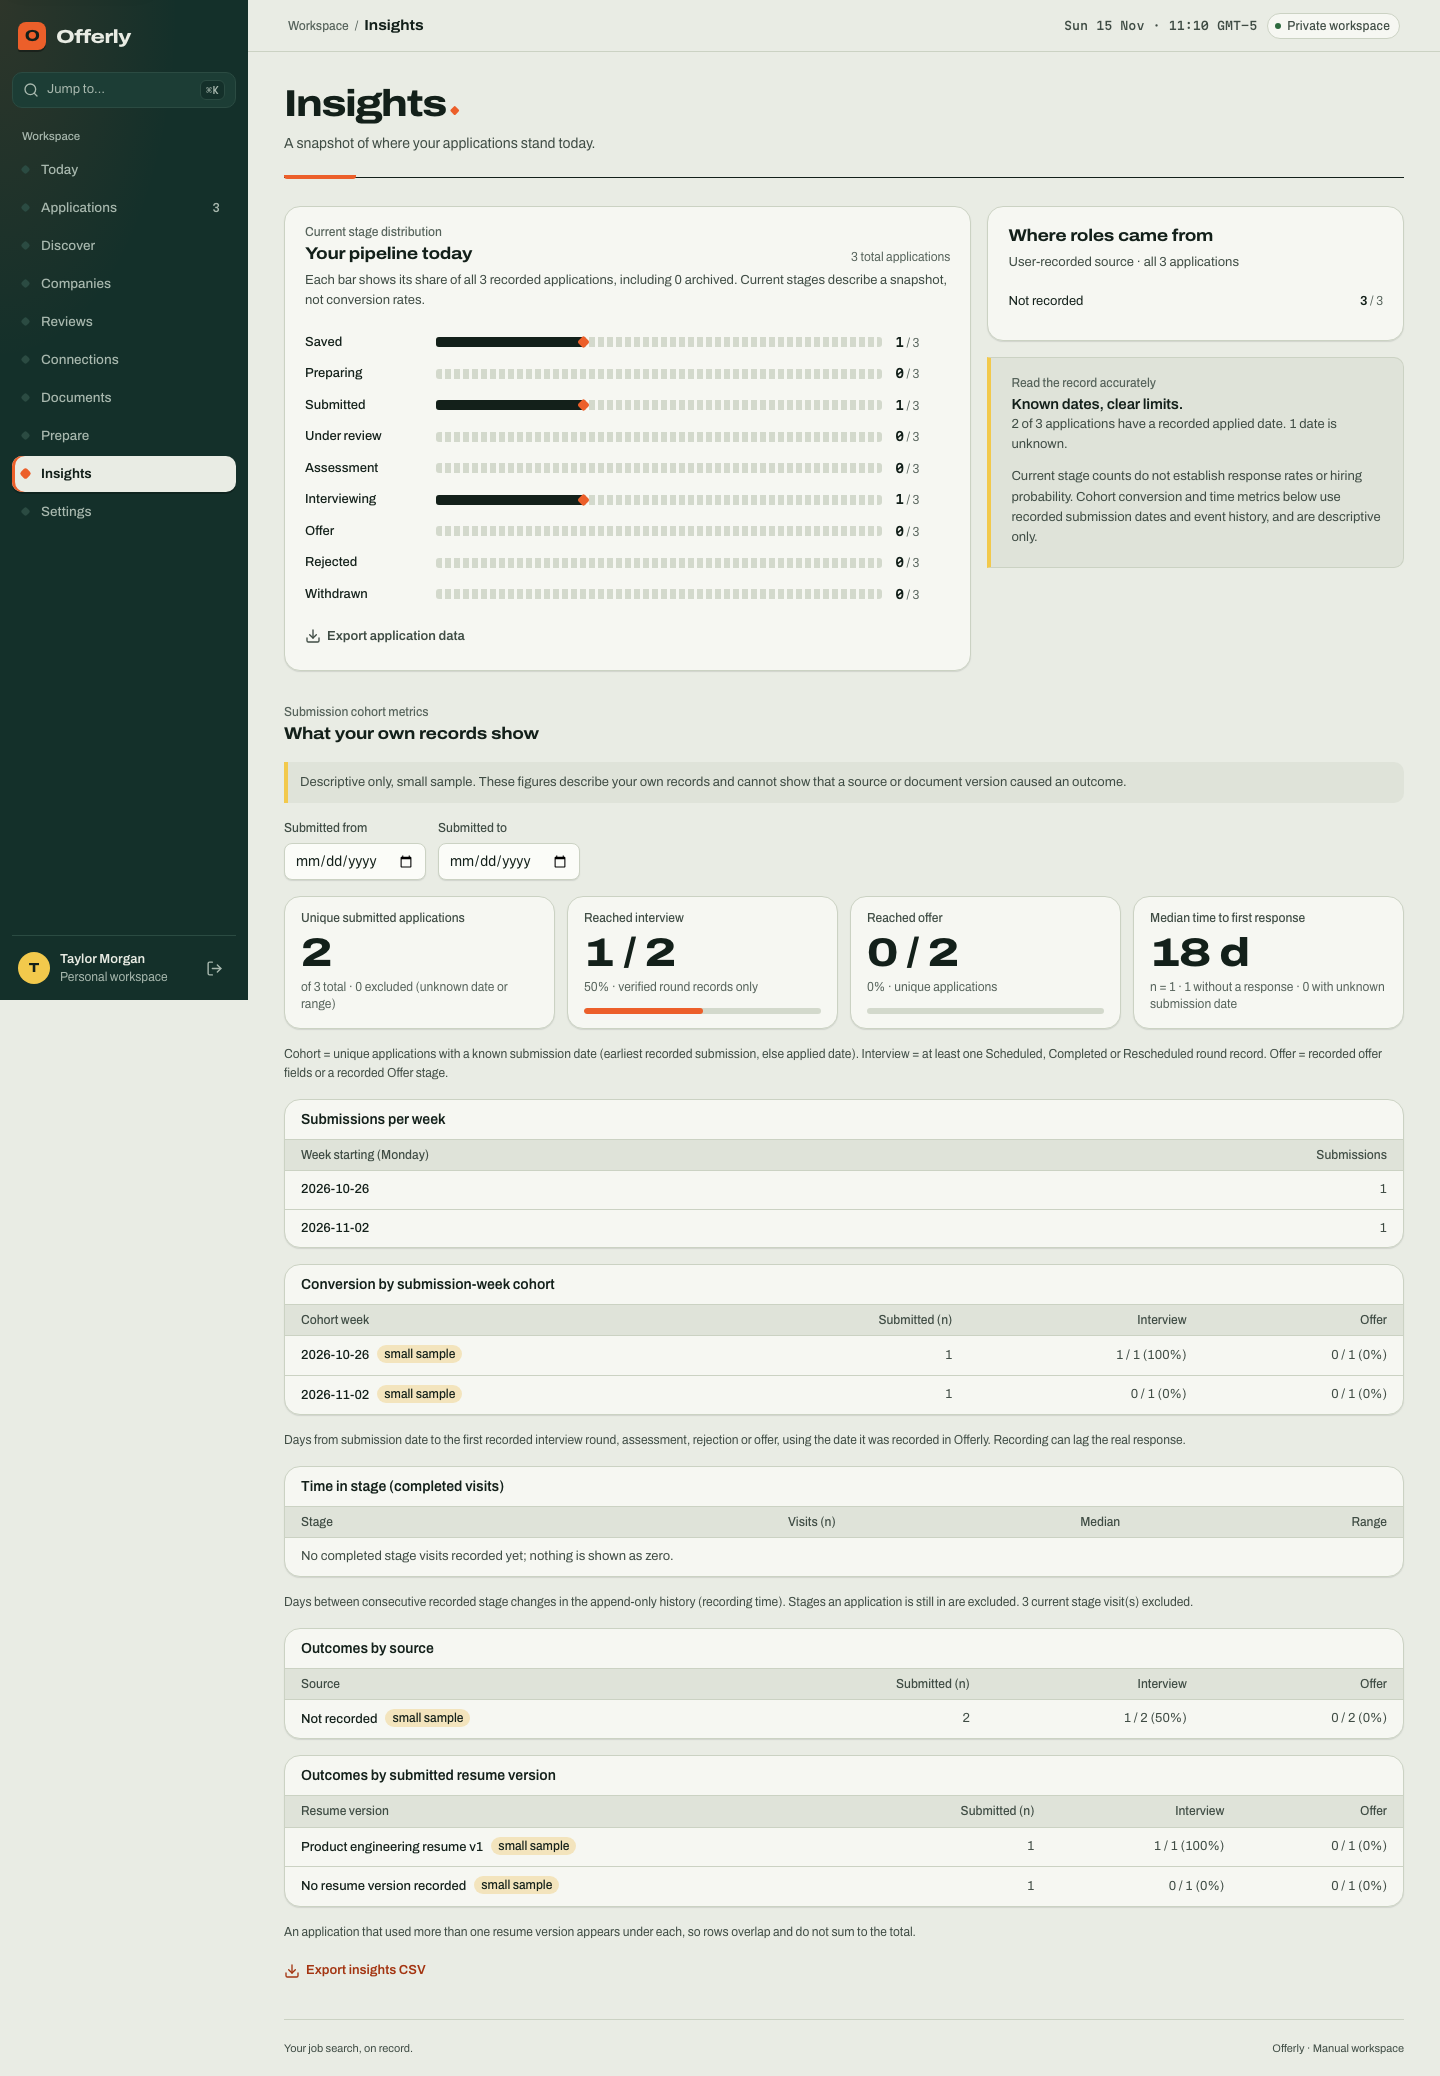 O Offerly
Jump to... ⌘K
Workspace
Today
Applications 3
Discover
Companies
Reviews
Connections
Documents
Prepare
Insights
Settings
T
Taylor Morgan
Personal workspace
Workspace / Insights
Sun 15 Nov · 11:10 GMT-5
Private workspace
Insights
A snapshot of where your applications stand today.
Current stage distribution
Your pipeline today
3 total applications
Each bar shows its share of all 3 recorded applications, including 0 archived. Current stages describe a snapshot,
not conversion rates.
Saved 1 / 3
Preparing 0 / 3
Submitted 1 / 3
Under review 0 / 3
Assessment 0 / 3
Interviewing 1 / 3
Offer 0 / 3
Rejected 0 / 3
Withdrawn 0 / 3
Export application data
Where roles came from
User-recorded source · all 3 applications
Not recorded 3 / 3
Read the record accurately
Known dates, clear limits.
2 of 3 applications have a recorded applied date. 1 date is
unknown.
Current stage counts do not establish response rates or hiring
probability. Cohort conversion and time metrics below use
recorded submission dates and event history, and are descriptive
only.
Submission cohort metrics
What your own records show
Descriptive only, small sample. These figures describe your own records and cannot show that a source or document version caused an outcome.
Submitted from Submitted to
mm/dd/yyyy mm/dd/yyyy
Unique submitted applications
2
of 3 total · 0 excluded (unknown date or
range)
Reached interview
1 / 2
50% · verified round records only
Reached offer
0 / 2
0% · unique applications
Median time to first response
18 d
n = 1 · 1 without a response · 0 with unknown
submission date
Cohort = unique applications with a known submission date (earliest recorded submission, else applied date). Interview = at least one Scheduled, Completed or Rescheduled round record. Offer = recorded offer
fields or a recorded Offer stage.
Submissions per week
Week starting (Monday) Submissions
2026-10-26 1
2026-11-02 1
Conversion by submission-week cohort
Cohort week Submitted (n) Interview Offer
2026-10-26 small sample 1 1 / 1 (100%) 0 / 1 (0%)
2026-11-02 small sample 1 0 / 1 (0%) 0 / 1 (0%)
Days from submission date to the first recorded interview round, assessment, rejection or offer, using the date it was recorded in Offerly. Recording can lag the real response.
Time in stage (completed visits)
Stage Visits (n) Median Range
No completed stage visits recorded yet; nothing is shown as zero.
Days between consecutive recorded stage changes in the append-only history (recording time). Stages an application is still in are excluded. 3 current stage visit(s) excluded.
Outcomes by source
Source Submitted (n) Interview Offer
Not recorded small sample 2 1 / 2 (50%) 0 / 2 (0%)
Outcomes by submitted resume version
Resume version Submitted (n) Interview Offer
Product engineering resume v1 small sample 1 1 / 1 (100%) 0 / 1 (0%)
No resume version recorded small sample 1 0 / 1 (0%) 0 / 1 (0%)
An application that used more than one resume version appears under each, so rows overlap and do not sum to the total.
Export insights CSV
Your job search, on record.
Offerly · Manual workspace